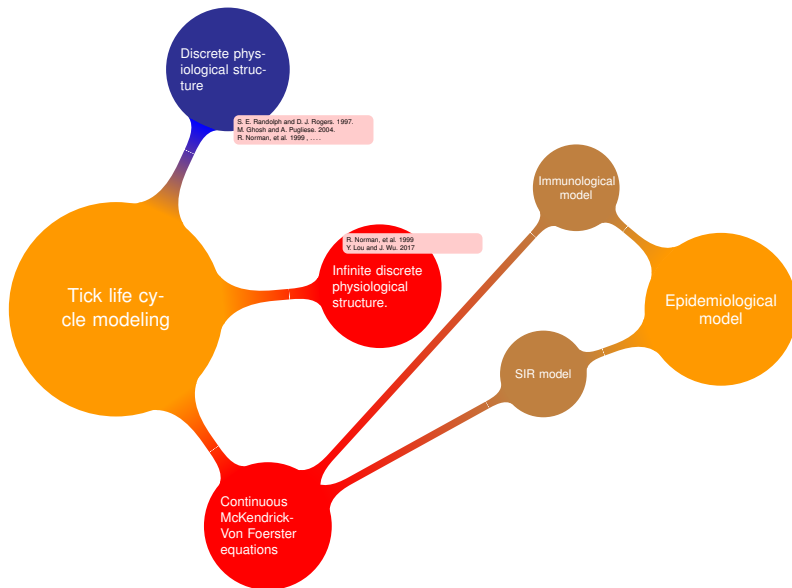 Discrete phys-
iological struc-
ture
S. E. Randolph and D. J. Rogers. 1997.
M. Ghosh and A. Pugliese. 2004.
R. Norman, et al. 1999 , .....
Immunological
model
R. Norman, et al. 1999
Y. Lou and J. Wu. 2017
Infinite discrete
physiological
structure.
Tick life cy-
cle modeling
Epidemiological
model
SIR model
Continuous
McKendrick-
Von Foerster
equations